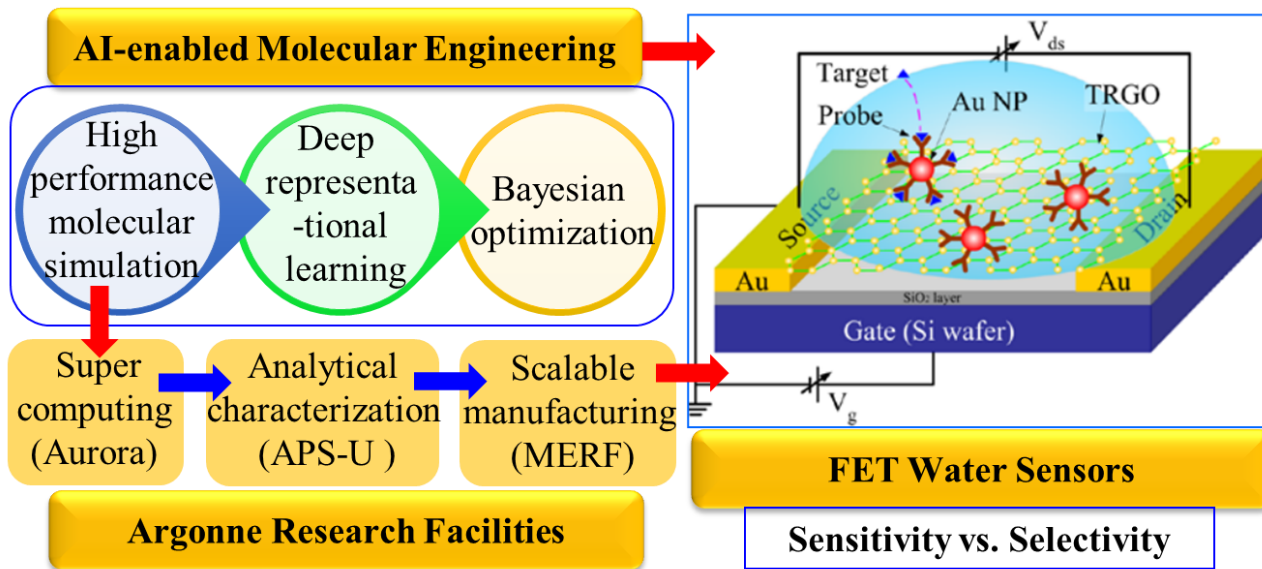 AI-enabled Molecular Engineering
High
performance
molecular
simulation
Deep
representa
-tional
learning
Bayesian
optimization
Super
computing
(Aurora)
Analytical
characterization
(APS-U )
Scalable
manufacturing
(MERF)
Argonne Research Facilities
Vds
Target
Au NP
TRGO
Probe
Source
Drain
Au
Au
SiO2 layer
Gate (Si wafer)
Vg
FET Water Sensors
Sensitivity vs. Selectivity